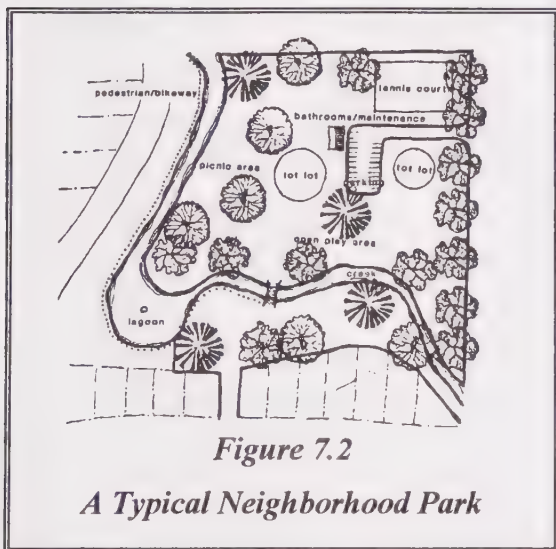 pedestrian/bikeway
tennis court
bathrooms/maintenance
picnic area
tot lot
parking
tot lot
open play area
creek
lagoon
Figure 7.2
A Typical Neighborhood Park